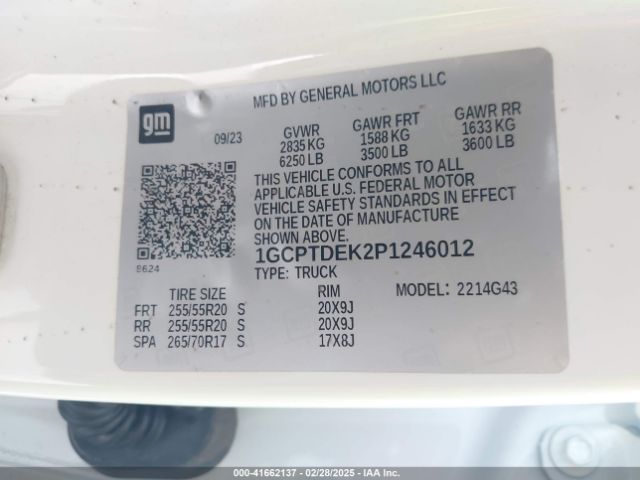 MFD BY GENERAL MOTORS LLC
gm
09/23
GVWR GAWR FRT GAWR RR
2835 KG 1588 KG 1633 KG
6250 LB 3500 LB 3600 LB
THIS VEHICLE CONFORMS TO ALL
APPLICABLE U.S. FEDERAL MOTOR
VEHICLE SAFETY STANDARDS IN EFFECT
ON THE DATE OF MANUFACTURE
SHOWN ABOVE.
8624
1GCPTDEK2P1246012
TYPE: TRUCK
TIRE SIZE RIM MODEL: 2214G43
FRT 255/55R20 S 20X9J
RR 255/55R20 S 20X9J
SPA 265/70R17 S 17X8J
000-41662137 - 02/28/2025 - IAA Inc.